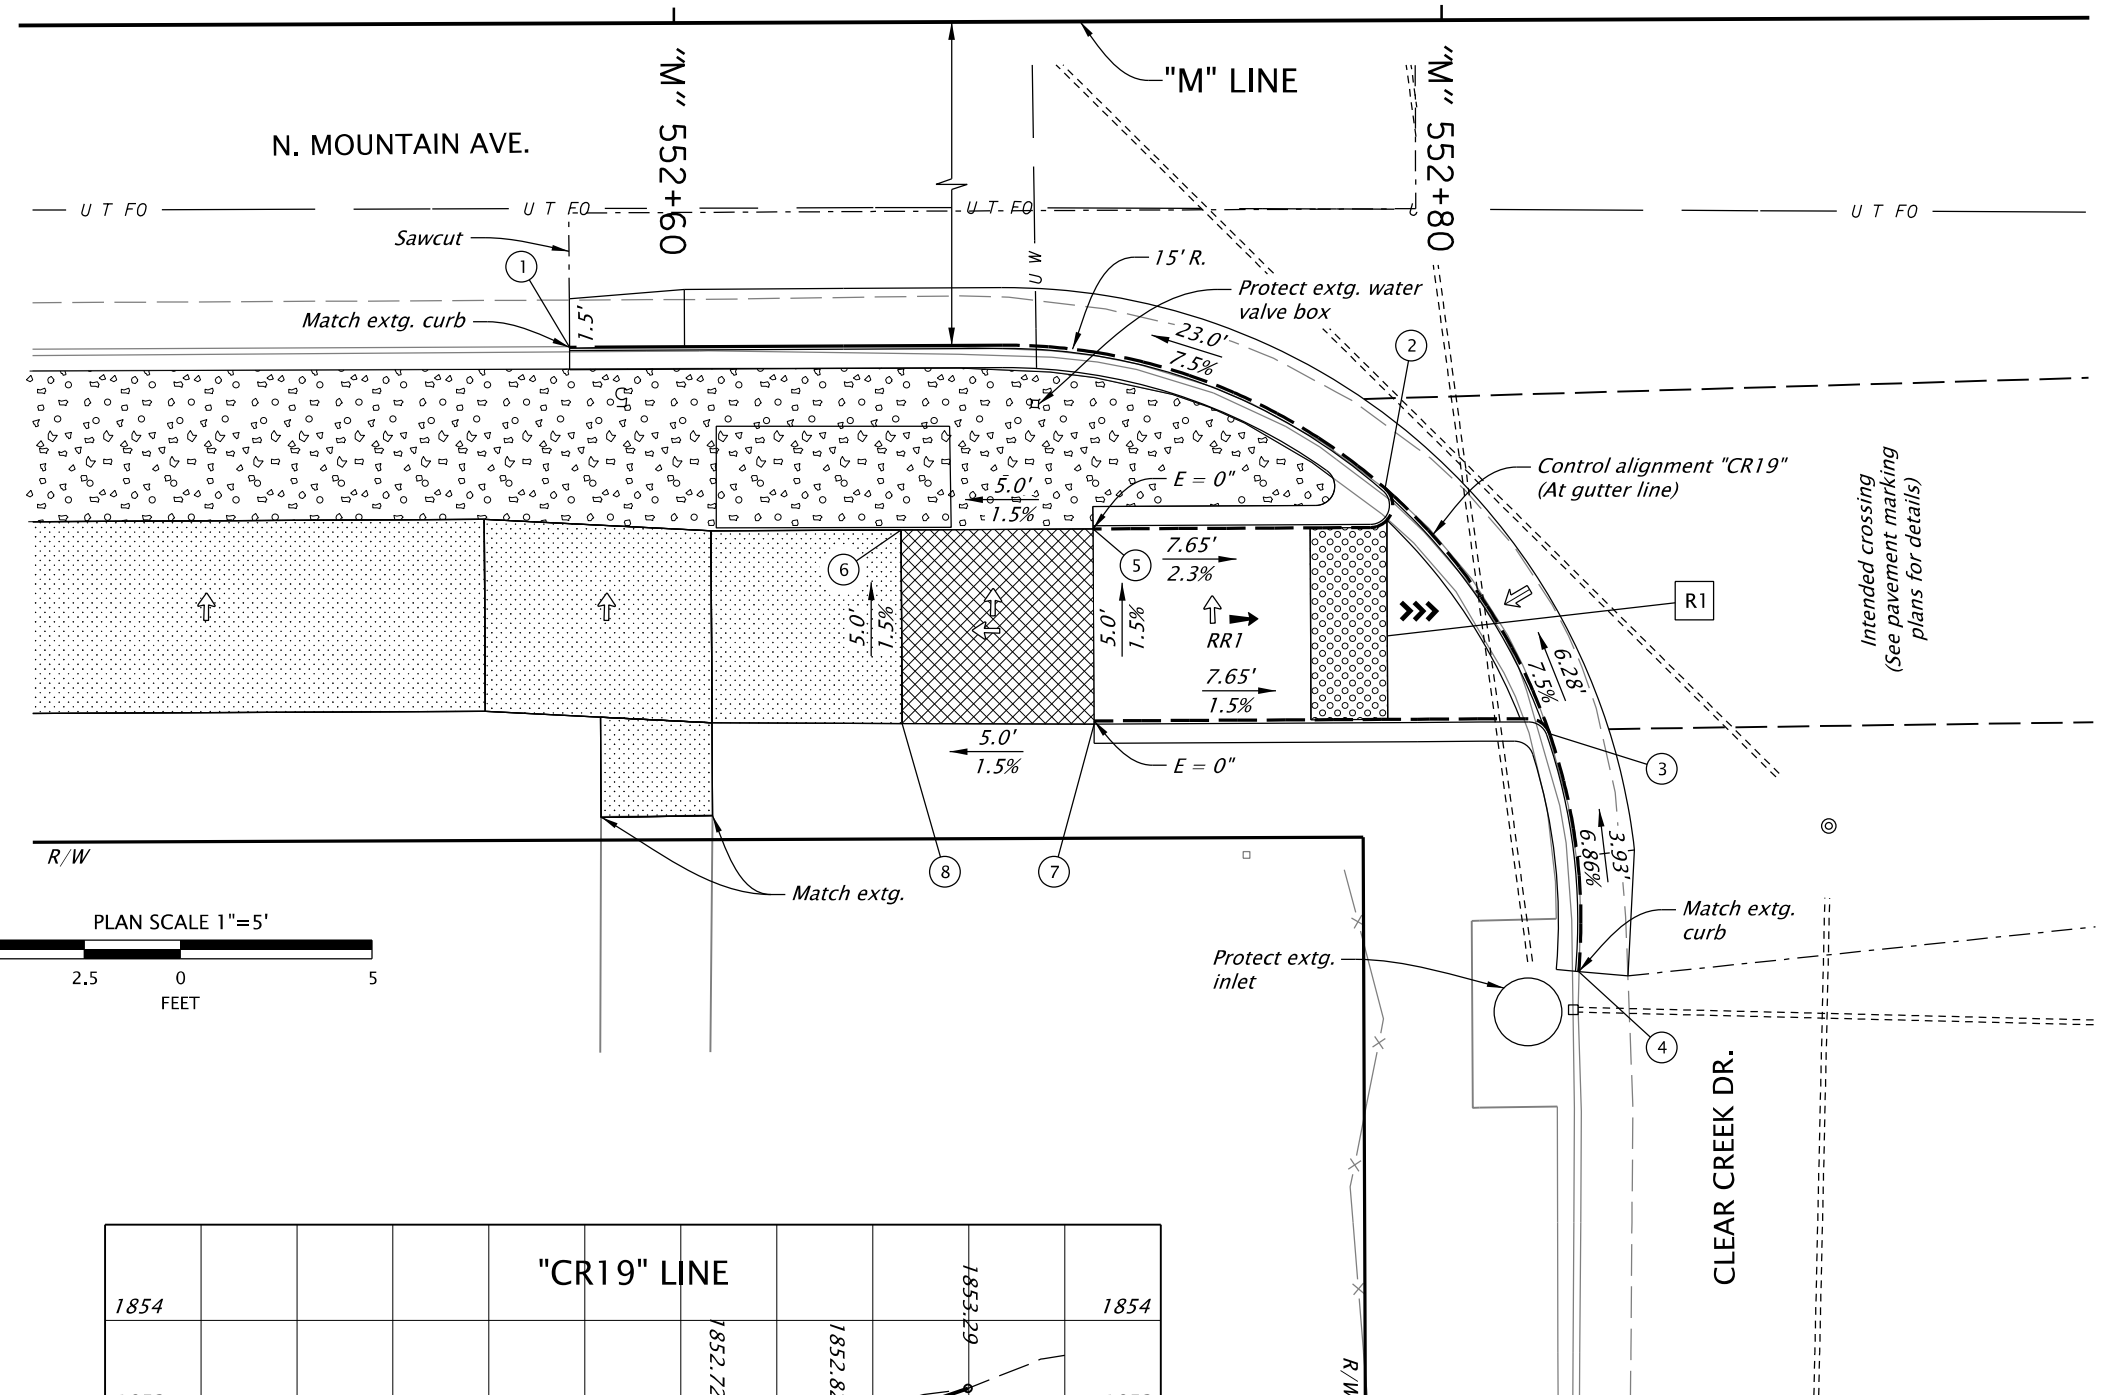 "M" LINE
"M" 552+60
"M" 552+80
N. MOUNTAIN AVE.
U T FO
U T FO
U T FO
U
U T FO
Sawcut
U W
1
15' R.
Protect extg. water
valve box
1.5'
Match extg. curb
23.0'
7.5%
2
5
Control alignment "CR19"
(At gutter line)
Intended crossing
(See pavement marking
plans for details)
5.0'
1.5%
E = 0"
6
5
7.65'
2.3%
5.0'
1.5%
5.0'
1.5%
RR1
R1
7.65'
1.5%
6.28'
7.5%
5.0'
1.5%
E = 0"
3
3.93'
6.86%
R/W
8
7
Match extg.
Match extg.
curb
PLAN SCALE 1"=5'
2.5
0
5
FEET
Protect extg.
inlet
4
CLEAR CREEK DR.
"CR19" LINE
1854
1854
1853.29
1852.72
R/W